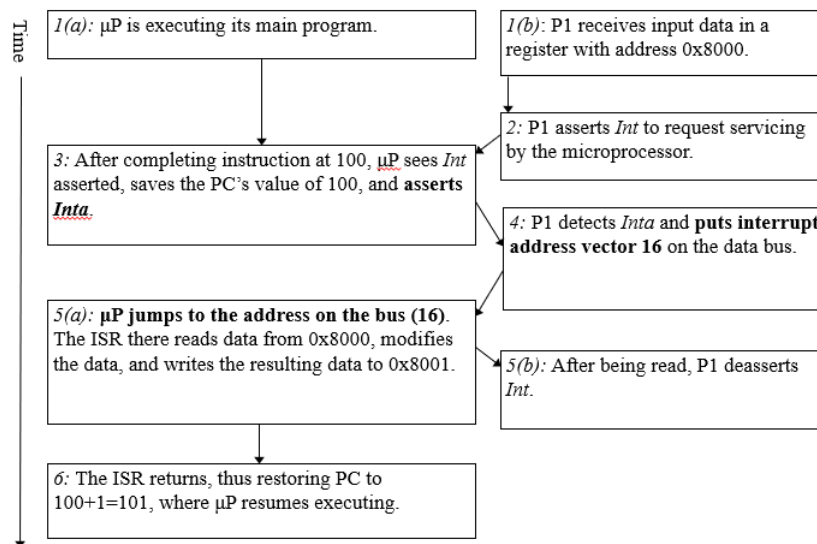 Time
1(a): μP is executing its main program.
1(b): P1 receives input data in a
register with address 0x8000.
2: P1 asserts Int to request servicing
by the microprocessor.
3: After completing instruction at 100, μP sees Int
asserted, saves the PC’s value of 100, and asserts
Inta.
4: P1 detects Inta and puts interrupt
address vector 16 on the data bus.
5(a): μP jumps to the address on the bus (16).
The ISR there reads data from 0x8000, modifies
the data, and writes the resulting data to 0x8001.
5(b): After being read, P1 deasserts
Int.
6: The ISR returns, thus restoring PC to
100+1=101, where μP resumes executing.